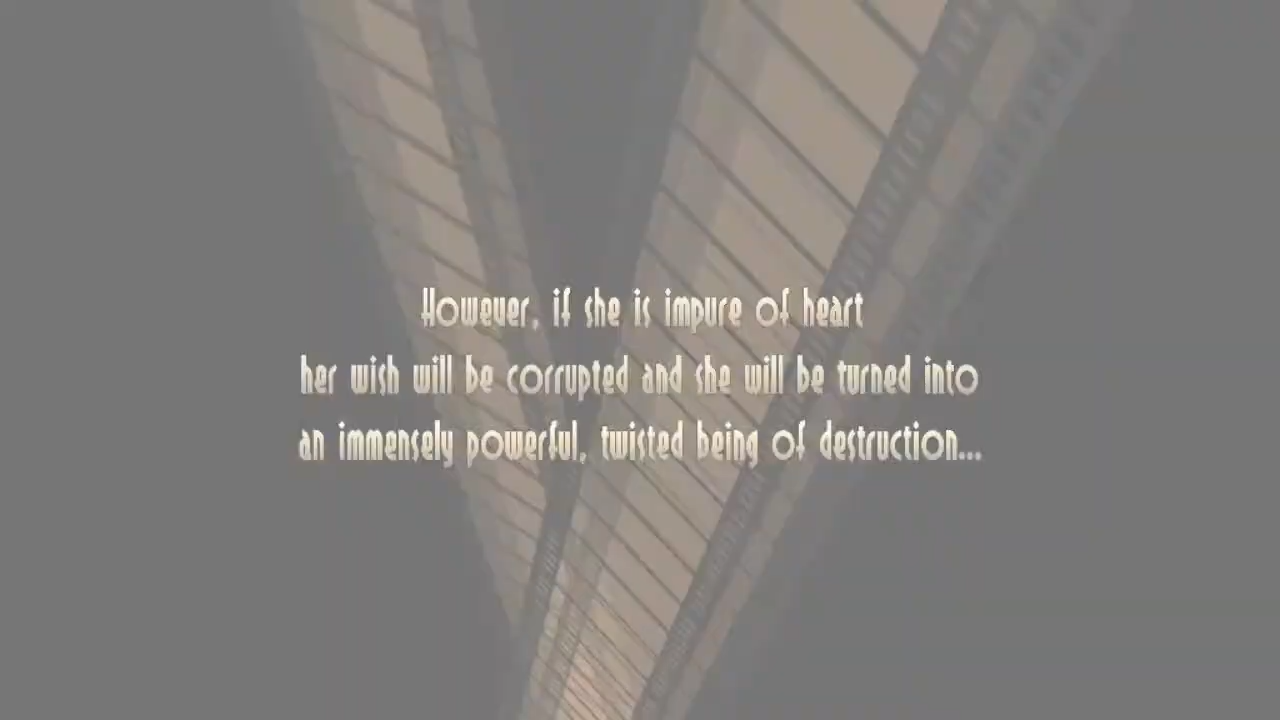 However, if she is impure of heart
her wish will be corrupted and she will be turned into
an immensely powerful, twisted being of destruction...